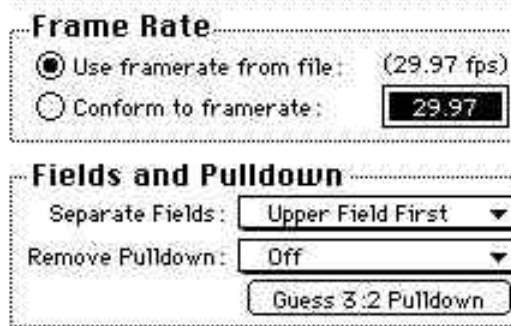 Frame Rate
Use framerate from file: (29.97 fps)
Conform to framerate: 29.97
Fields and Pulldown
Separate Fields: Upper Field First
Remove Pulldown: Off
Guess 3:2 Pulldown